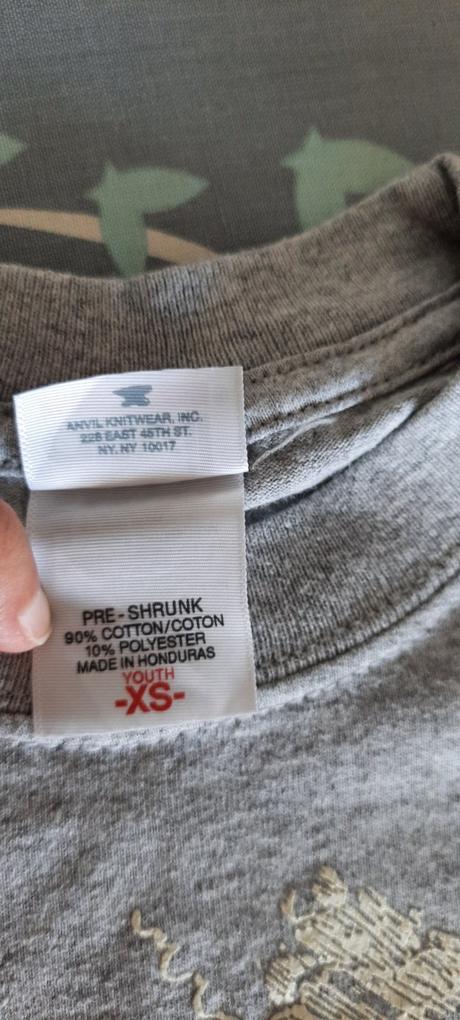 ANVIL KNITWEAR, INC.
228 EAST 45TH ST.
NY. NY 10017
PRE-SHRUNK
90% COTTON/COTON
10% POLYESTER
MADE IN HONDURAS
YOUTH
-XS-